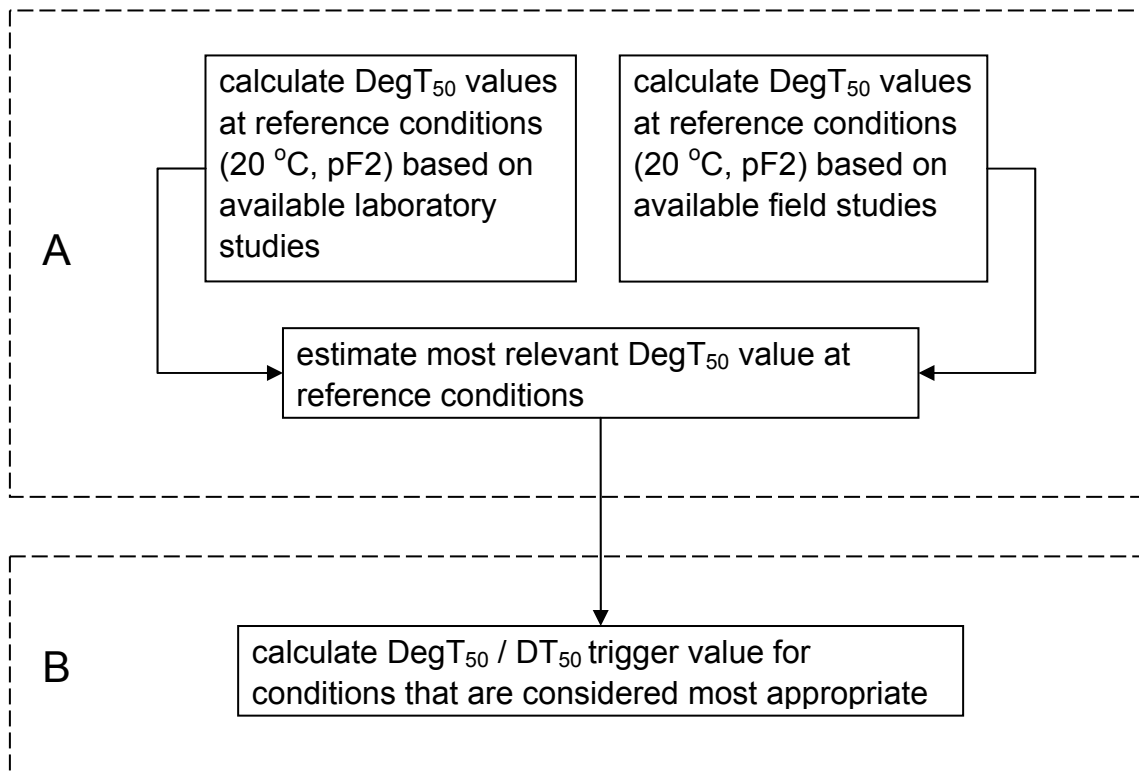 A
calculate DegT₅₀ values
at reference conditions
(20 °C, pF2) based on
available laboratory
studies
calculate DegT₅₀ values
at reference conditions
(20 °C, pF2) based on
available field studies
estimate most relevant DegT₅₀ value at
reference conditions
B
calculate DegT₅₀ / DT₅₀ trigger value for
conditions that are considered most appropriate